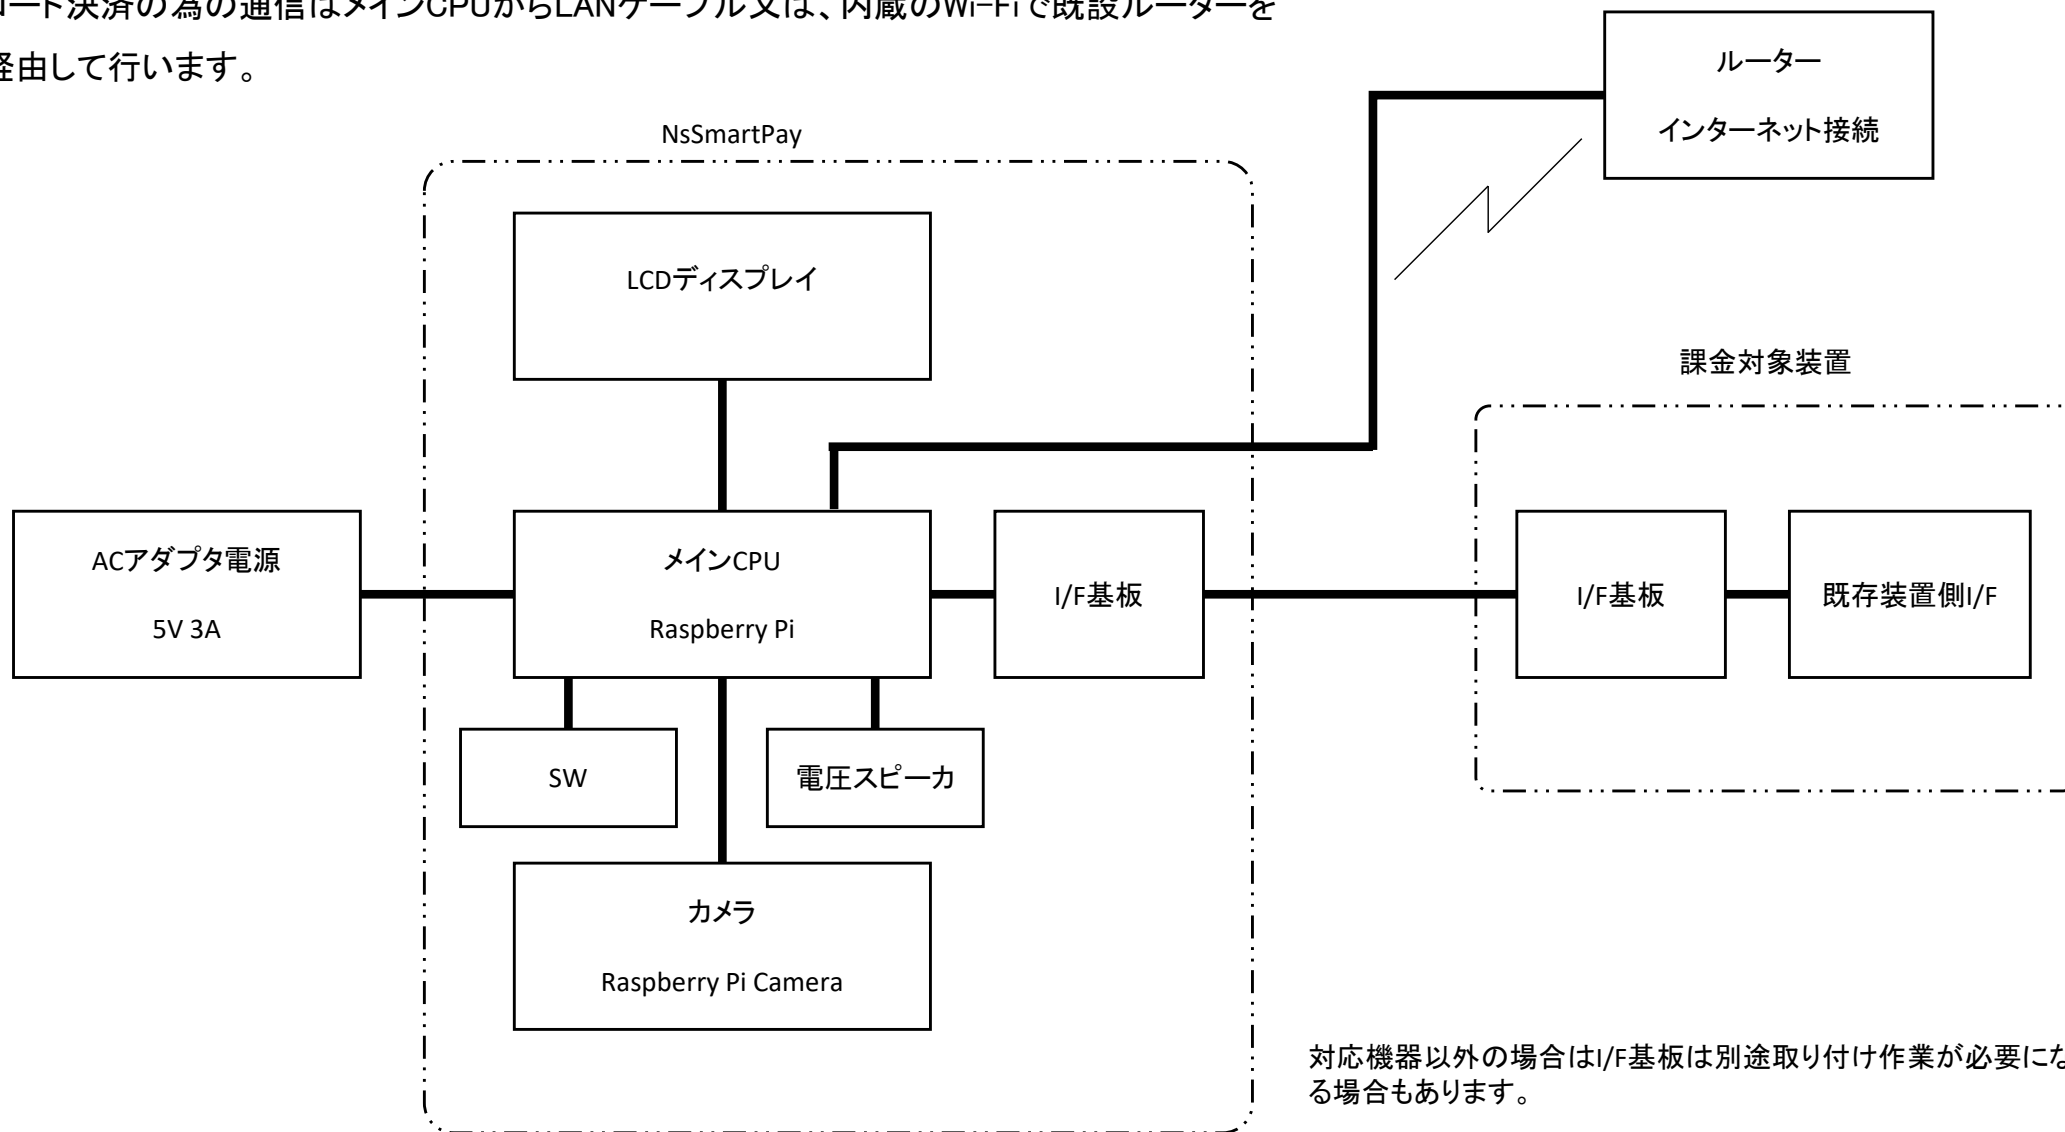 コード決済の為の通信はメインCPUからLANケーブル又は、内蔵のWi-Fiで既設ルーターを
経由して行います。
ルーター
インターネット接続
NsSmartPay
LCDディスプレイ
課金対象装置
ACアダプタ電源
5V 3A
メインCPU
Raspberry Pi
I/F基板
I/F基板
既存装置側I/F
SW
電圧スピーカ
カメラ
Raspberry Pi Camera
対応機器以外の場合はI/F基板は別途取り付け作業が必要にな
る場合もあります。